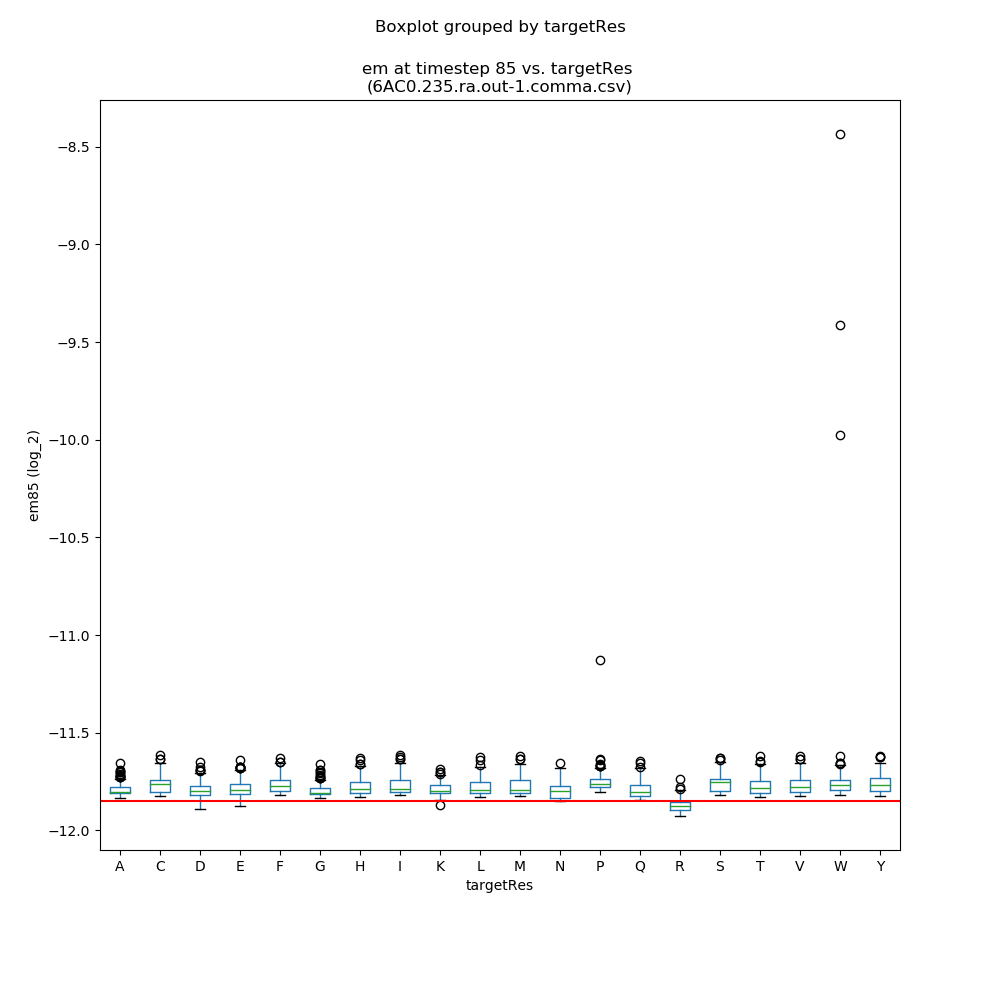 Boxplot grouped by targetRes
em at timestep 85 vs. targetRes
(6AC0.235.ra.out-1.comma.csv)
em85 (log_2)
−8.5
−9.0
−9.5
−10.0
−10.5
−11.0
−11.5
−12.0
A C D E F G H I K L M N P Q R S T V W Y
targetRes